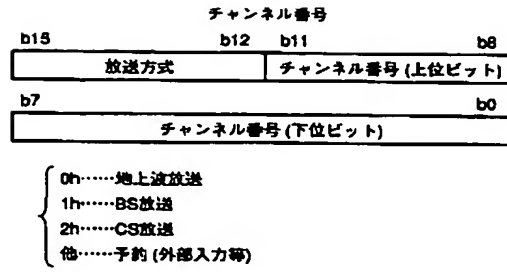 チャンネル番号
b15 b12 b11 b8
放送方式 チャンネル番号(上位ビット)
b7 b0
チャンネル番号(下位ビット)
0h……地上波放送
1h……BS放送
2h……CS放送
他……予約(外部入力等)